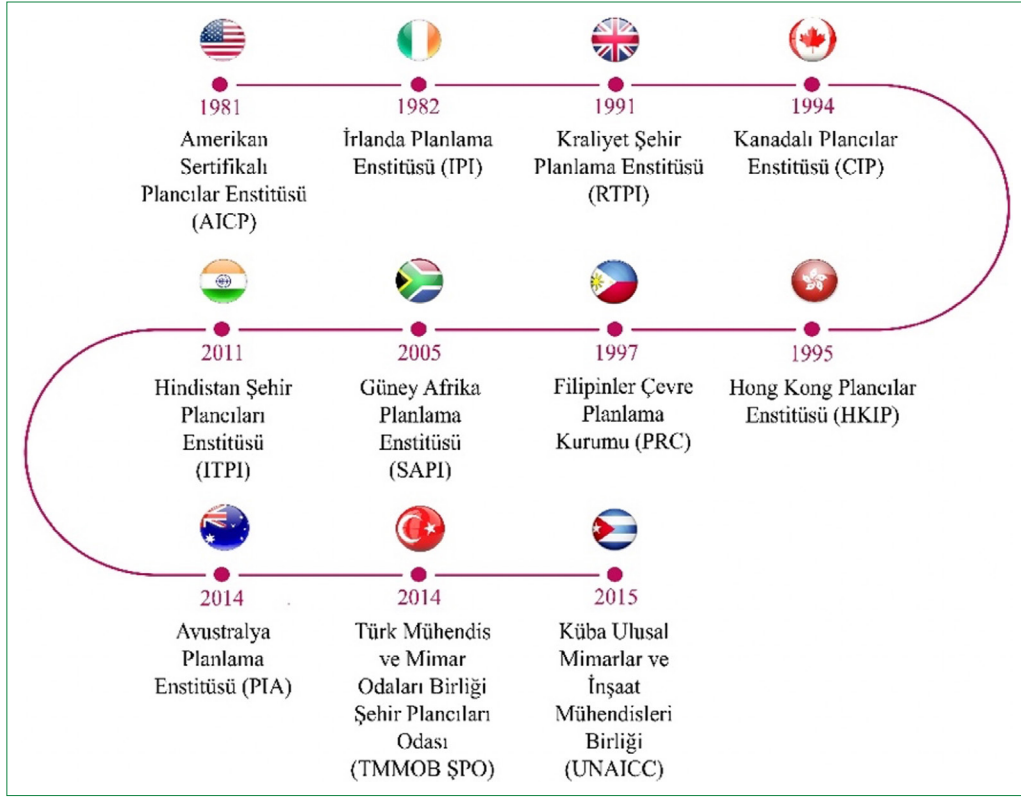 1981
Amerikan
Sertifikalı
Plancılar Enstitüsü
(AICP)
1982
İrlanda Planlama
Enstitüsü (IPI)
1991
Kraliyet Şehir
Planlama Enstitüsü
(RTPI)
1994
Kanadalı Plancılar
Enstitüsü (CIP)
1995
Hong Kong Plancılar
Enstitüsü (HKIP)
1997
Filipinler Çevre
Planlama
Kurumu (PRC)
2005
Güney Afrika
Planlama
Enstitüsü
(SAPI)
2011
Hindistan Şehir
Plancıları
Enstitüsü
(ITPI)
2014
Avustralya
Planlama
Enstitüsü (PIA)
2014
Türk Mühendis
ve Mimar
Odaları Birliği
Şehir Plancıları
Odası
(TMMOB ŞPO)
2015
Küba Ulusal
Mimarlar ve
İnşaat
Mühendisleri
Birliği
(UNAICC)